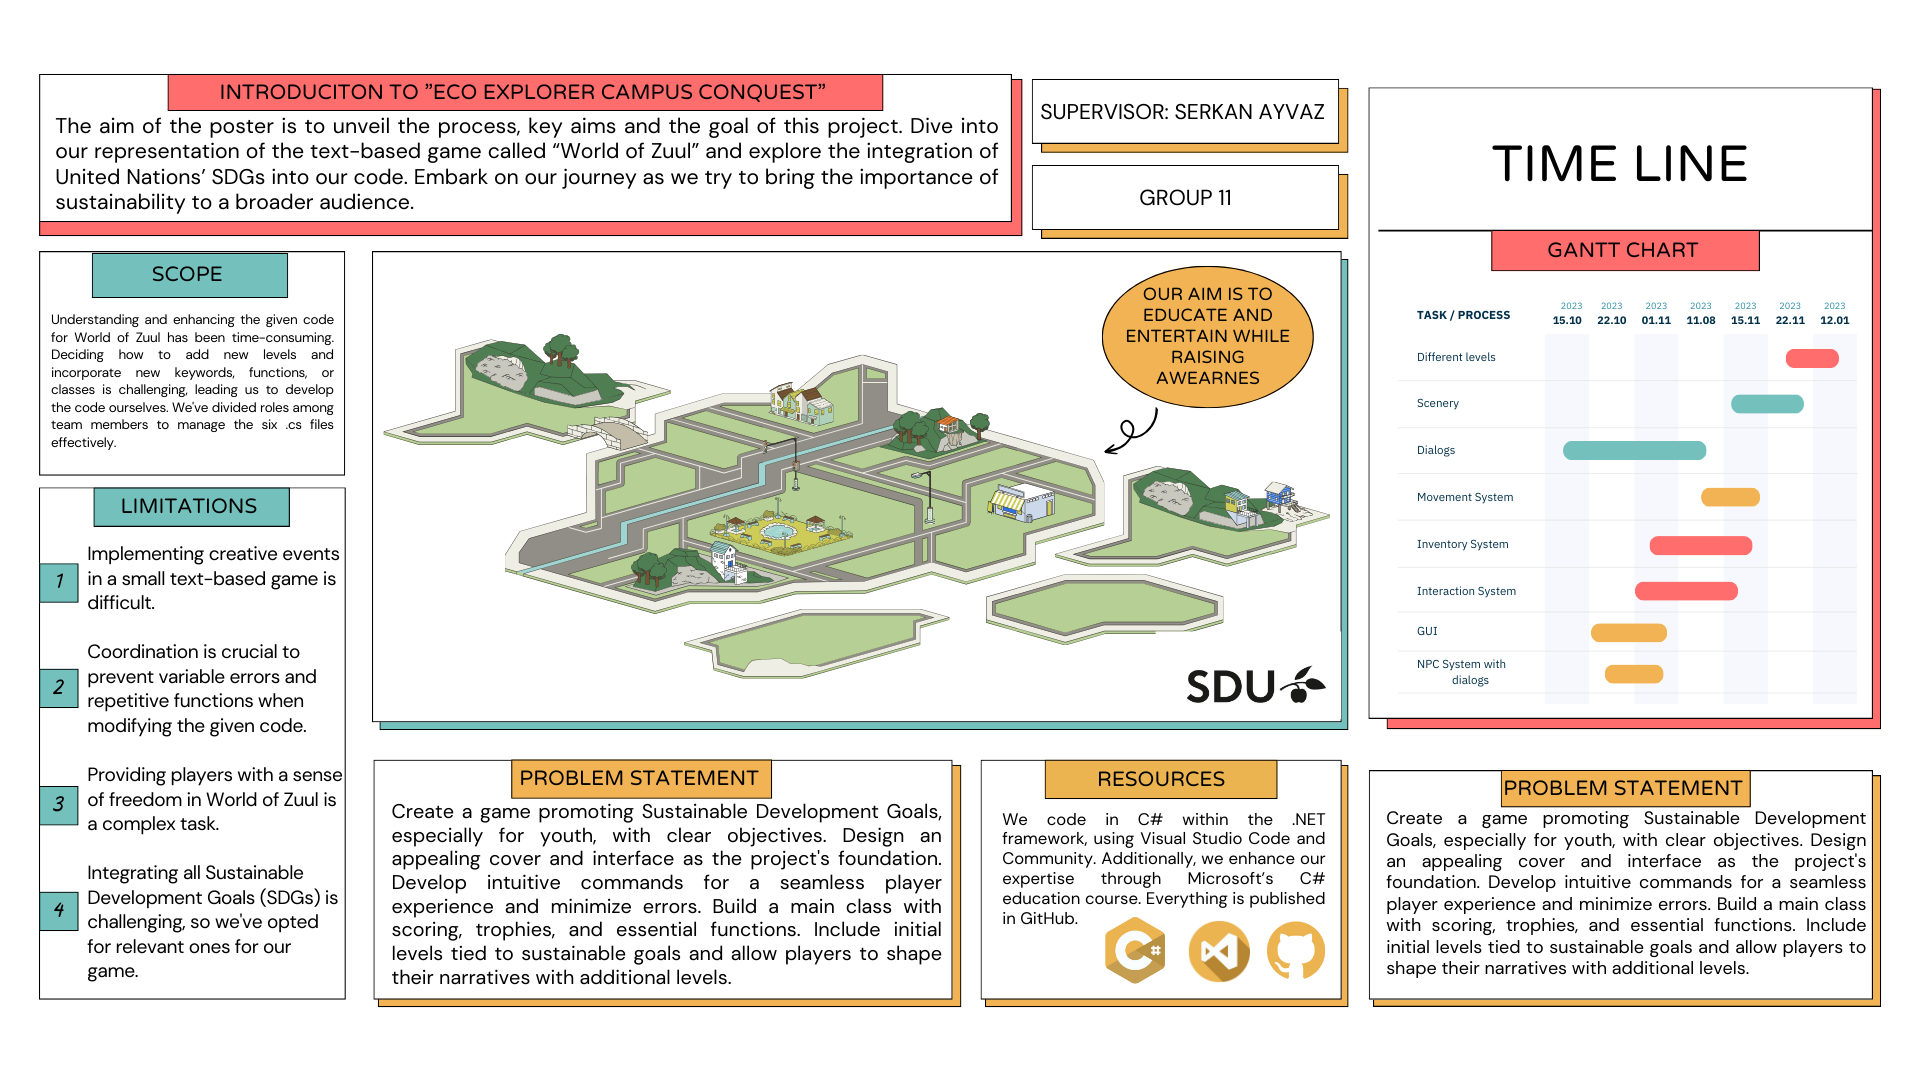 INTRODUCITON TO ”ECO EXPLORER CAMPUS CONQUEST”
The aim of the poster is to unveil the process, key aims and the goal of this project. Dive into
our representation of the text-based game called “World of Zuul” and explore the integration of
United Nations’ SDGs into our code. Embark on our journey as we try to bring the importance of
sustainability to a broader audience.
SUPERVISOR: SERKAN AYVAZ
GROUP 11
SCOPE
Understanding and enhancing the given code
for World of Zuul has been time-consuming.
Deciding how to add new levels and
incorporate new keywords, functions, or
classes is challenging, leading us to develop
the code ourselves. We've divided roles among
team members to manage the six .cs files
effectively.
LIMITATIONS
1
Implementing creative events
in a small text-based game is
difficult.
2
Coordination is crucial to
prevent variable errors and
repetitive functions when
modifying the given code.
3
Providing players with a sense
of freedom in World of Zuul is
a complex task.
4
Integrating all Sustainable
Development Goals (SDGs) is
challenging, so we've opted
for relevant ones for our
game.
OUR AIM IS TO
EDUCATE AND
ENTERTAIN WHILE
RAISING
AWEARNES
SDU
PROBLEM STATEMENT
Create a game promoting Sustainable Development Goals,
especially for youth, with clear objectives. Design an
appealing cover and interface as the project's foundation.
Develop intuitive commands for a seamless player
experience and minimize errors. Build a main class with
scoring, trophies, and essential functions. Include initial
levels tied to sustainable goals and allow players to shape
their narratives with additional levels.
RESOURCES
We code in C# within the .NET
framework, using Visual Studio Code and
Community. Additionally, we enhance our
expertise through Microsoft’s C#
education course. Everything is published
in GitHub.
C#
TIME LINE
GANTT CHART
TASK / PROCESS
2023 2023 2023 2023 2023 2023 2023
15.10 22.10 01.11 11.08 15.11 22.11 12.01
Different levels
Scenery
Dialogs
Movement System
Inventory System
Interaction System
GUI
NPC System with
dialogs
PROBLEM STATEMENT
Create a game promoting Sustainable Development
Goals, especially for youth, with clear objectives. Design
an appealing cover and interface as the project's
foundation. Develop intuitive commands for a seamless
player experience and minimize errors. Build a main class
with scoring, trophies, and essential functions. Include
initial levels tied to sustainable goals and allow players to
shape their narratives with additional levels.